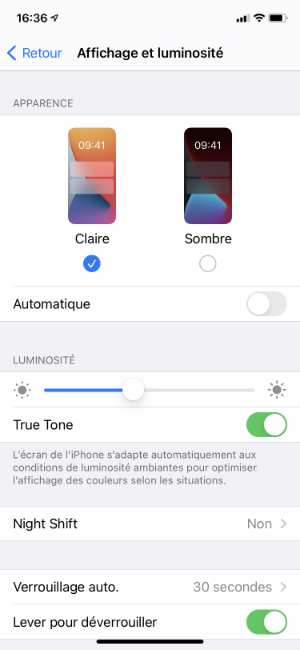 16:36
Retour
Affichage et luminosité
APPARENCE
09:41
09:41
Claire
Sombre
Automatique
LUMINOSITÉ
True Tone
L'écran de l'iPhone s'adapte automatiquement aux
conditions de luminosité ambiantes pour optimiser
l'affichage des couleurs selon les situations.
Night Shift
Non
Verrouillage auto.
30 secondes
Lever pour déverrouiller